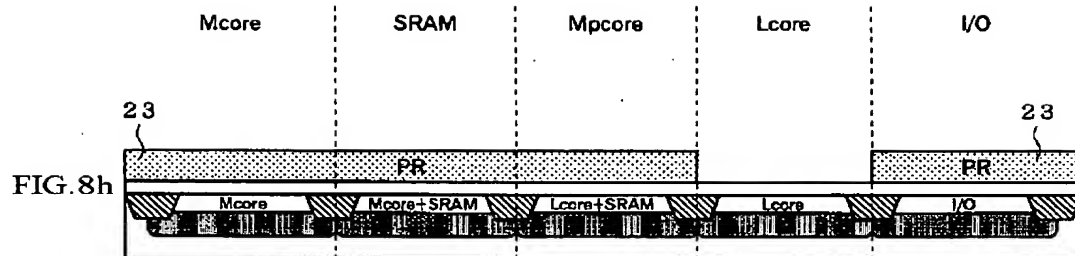 Mcore SRAM Mpcore Lcore I/O
23 23
PR PR
FIG.8h
Mcore Mcore+SRAM Lcore+SRAM Lcore I/O